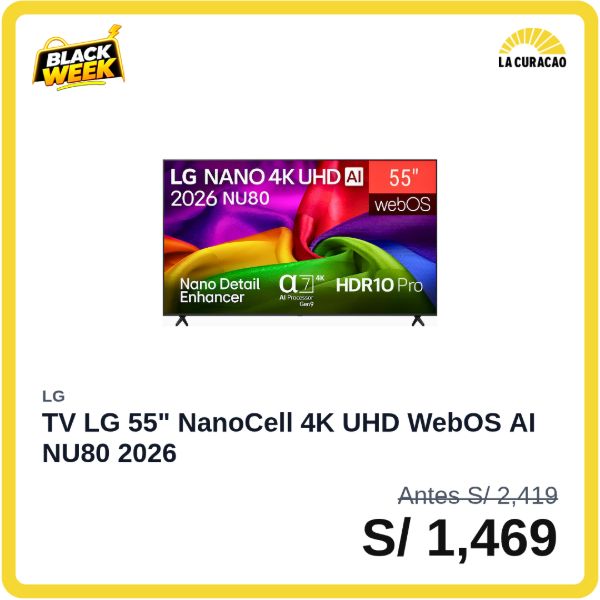 BLACK
WEEK
LA CURACAO
LG NANO 4K UHD AI
2026 NU80
55"
webOS
Nano Detail
Enhancer
α7 4K
AI Processor
Gen9
HDR10 Pro
LG
TV LG 55" NanoCell 4K UHD WebOS AI
NU80 2026
Antes S/ 2,419
S/ 1,469